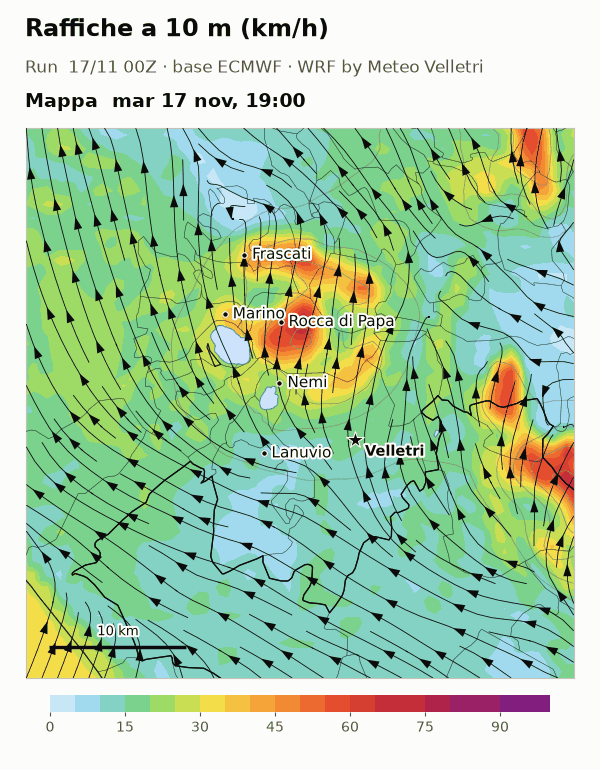 Raffiche a 10 m (km/h)
Run  17/11 00Z · base ECMWF · WRF by Meteo Velletri
Mappa  mar 17 nov, 19:00
Frascati
Marino
Rocca di Papa
Nemi
Velletri
Lanuvio
10 km
0 15 30 45 60 75 90